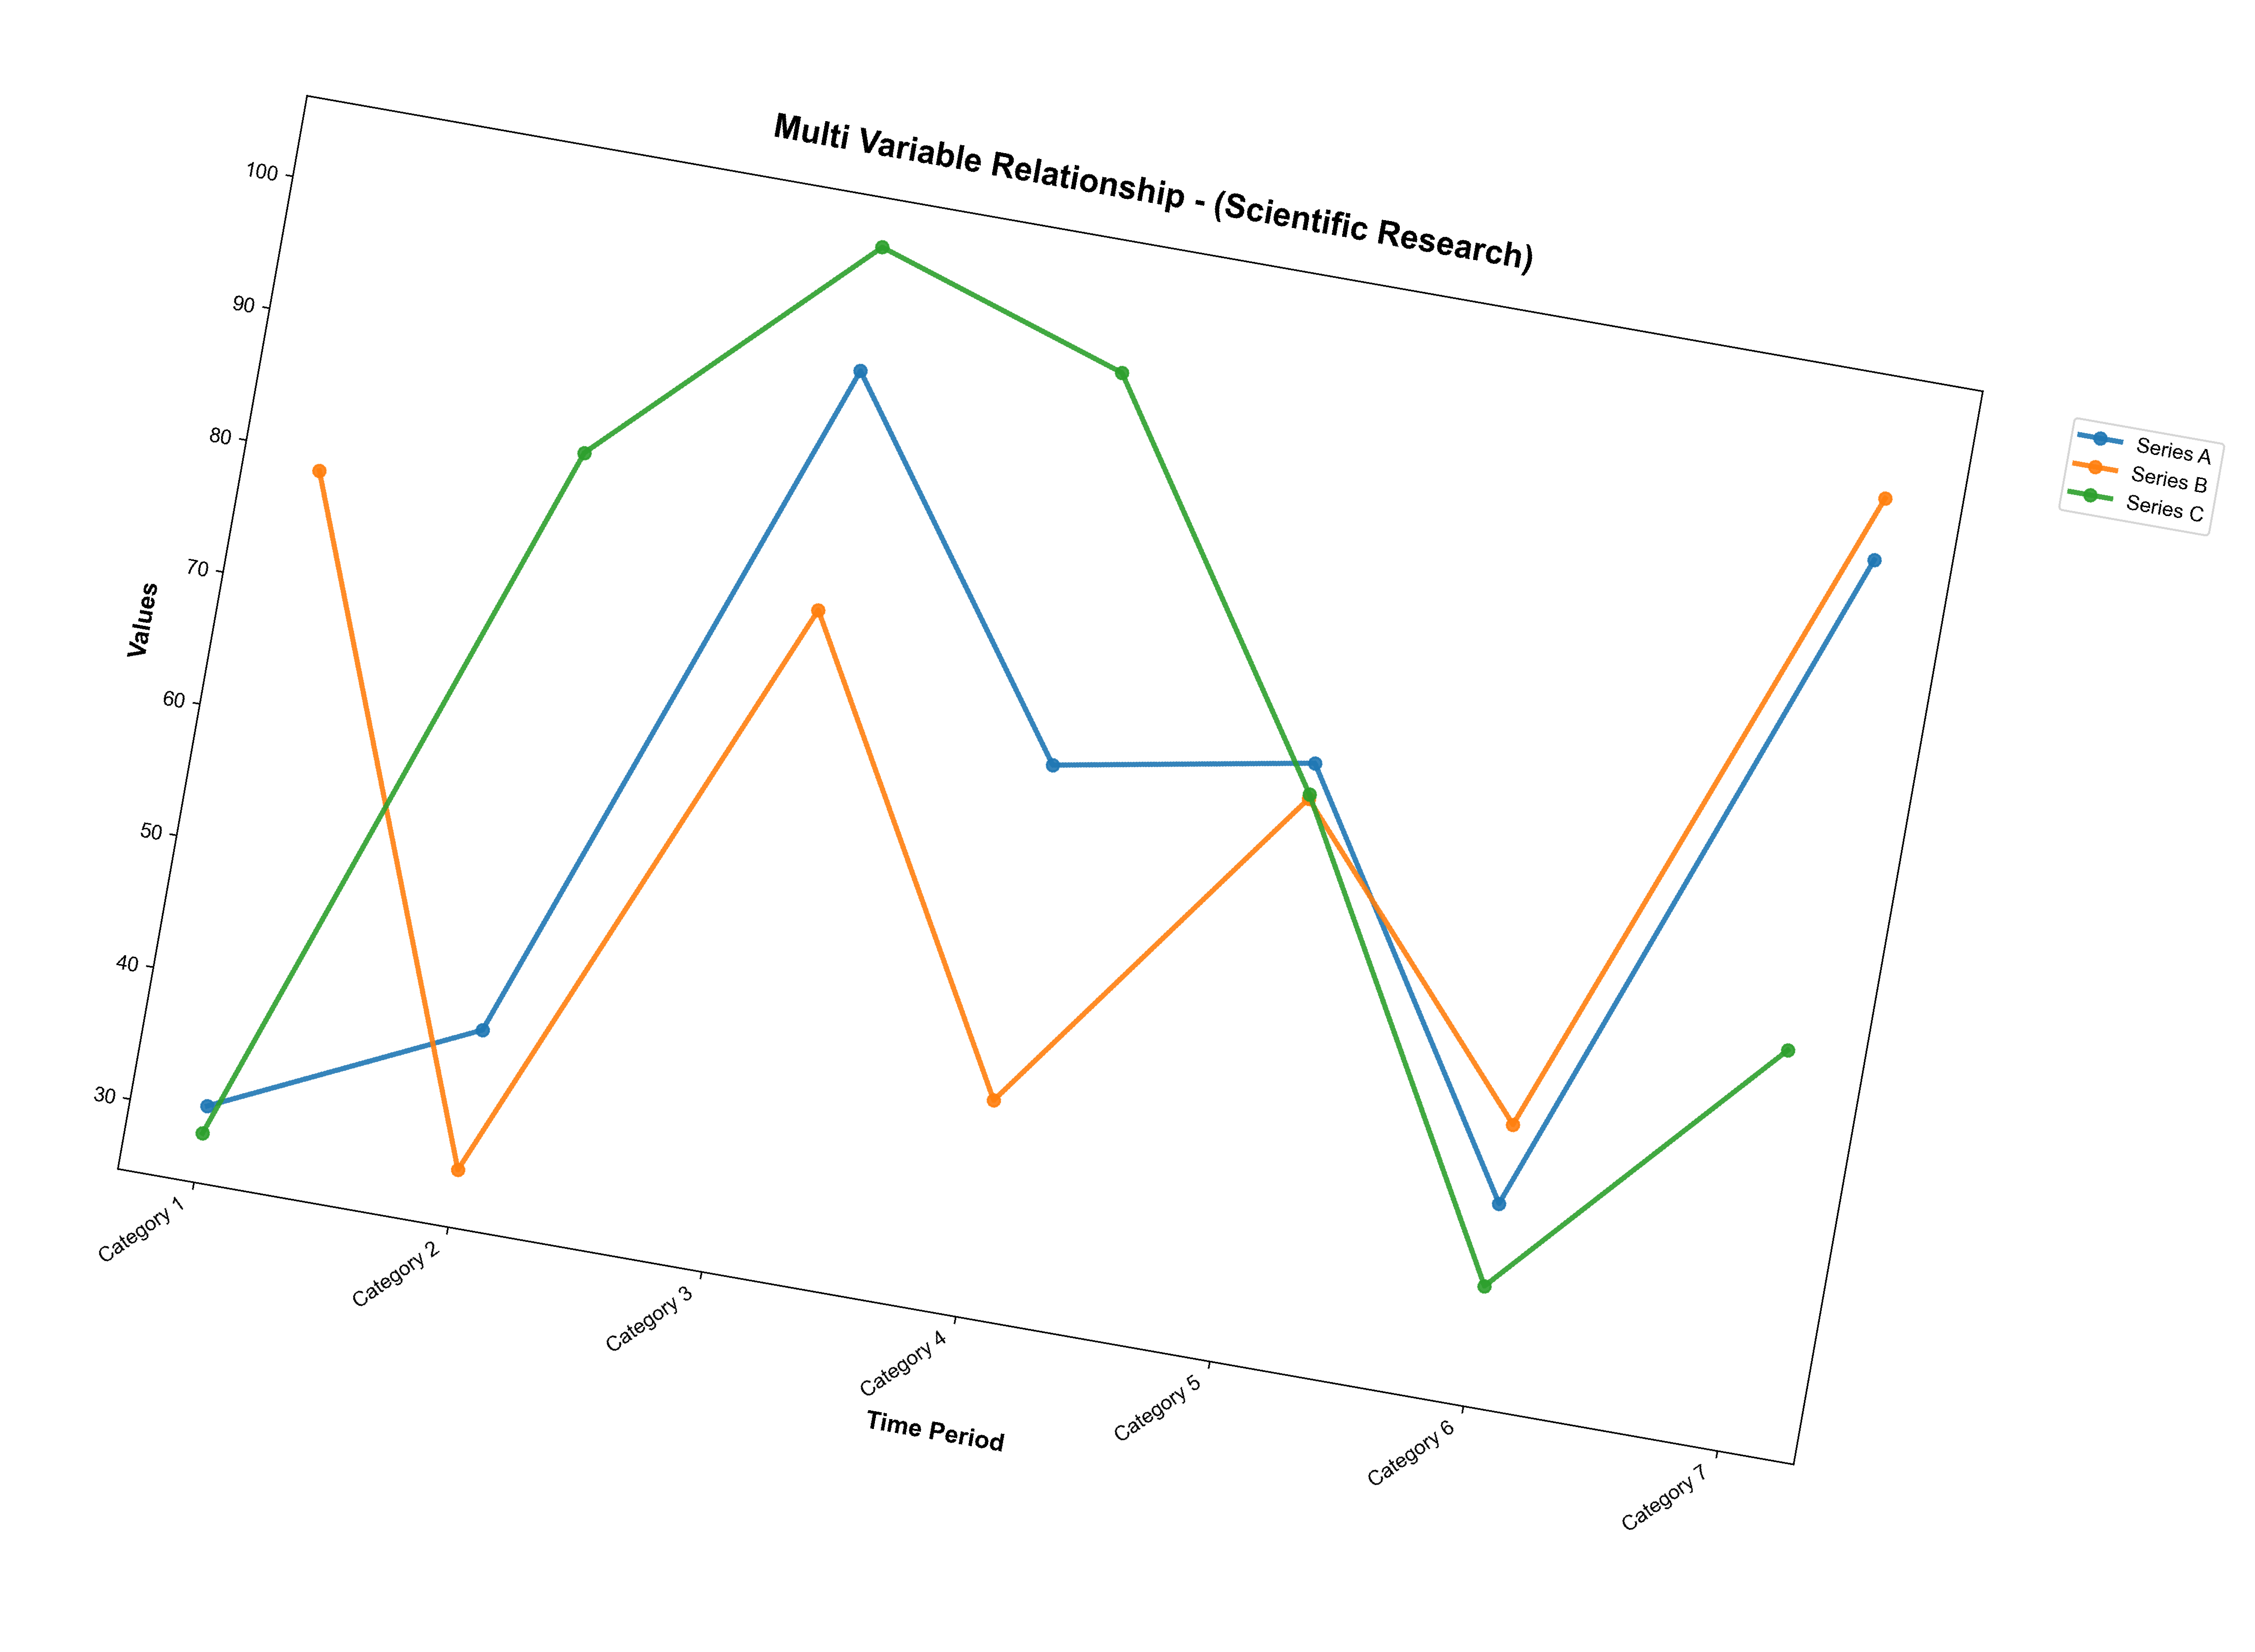 Multi Variable Relationship - (Scientific Research)
100
90
80
70
60
50
40
30
Values
Category 1
Category 2
Category 3
Category 4
Category 5
Category 6
Category 7
Time Period
Series A
Series B
Series C